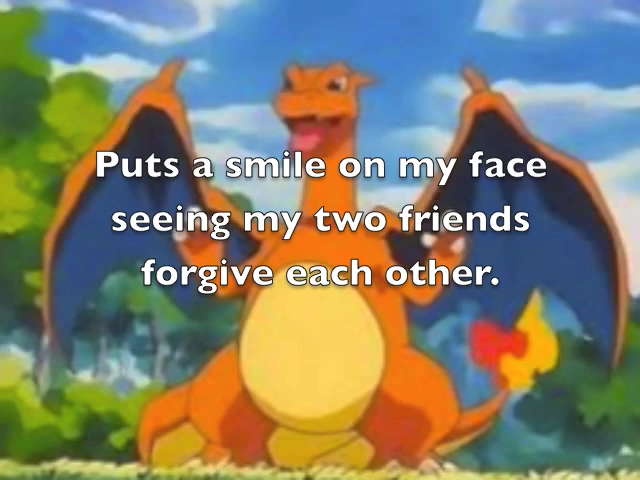 Puts a smile on my face
seeing my two friends
forgive each other.